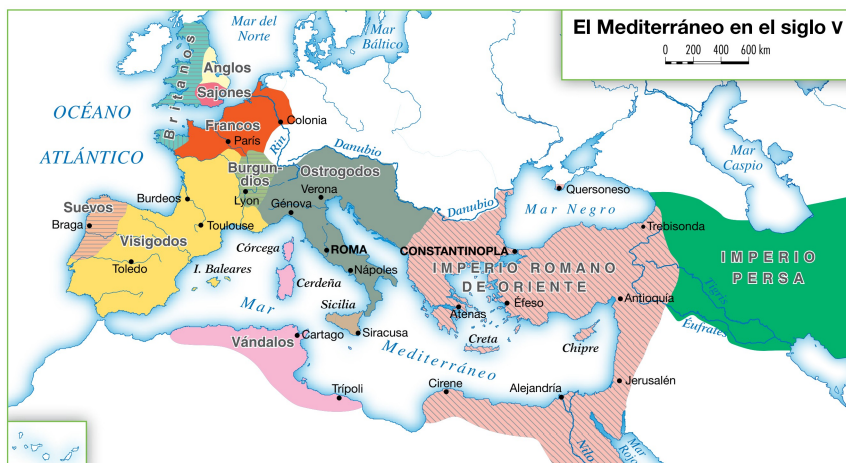 El Mediterráneo en el siglo V
0 200 400 600 km
Mar del
Norte
Mar
Báltico
OCÉANO
ATLÁNTICO
Britanos
Anglos
Sajones
Francos
Colonia
París
Rin
Danubio
Burgun-
dios
Lyon
Ostrogodos
Verona
Génova
Burdeos
Toulouse
Suevos
Braga
Visigodos
Toledo
I. Baleares
Córcega
Cerdeña
ROMA
Nápoles
Sicilia
Siracusa
Danubio
Quersoneso
Mar Negro
Mar
Caspio
Trebisonda
CONSTANTINOPLA
IMPERIO ROMANO
DE ORIENTE
IMPERIO
PERSA
Tigris
Éufrates
Antioquía
Éfeso
Atenas
Creta
Chipre
Mar
Mediterráneo
Vándalos
Cartago
Trípoli
Cirene
Alejandría
Jerusalén
Nilo
Mar
Rojo